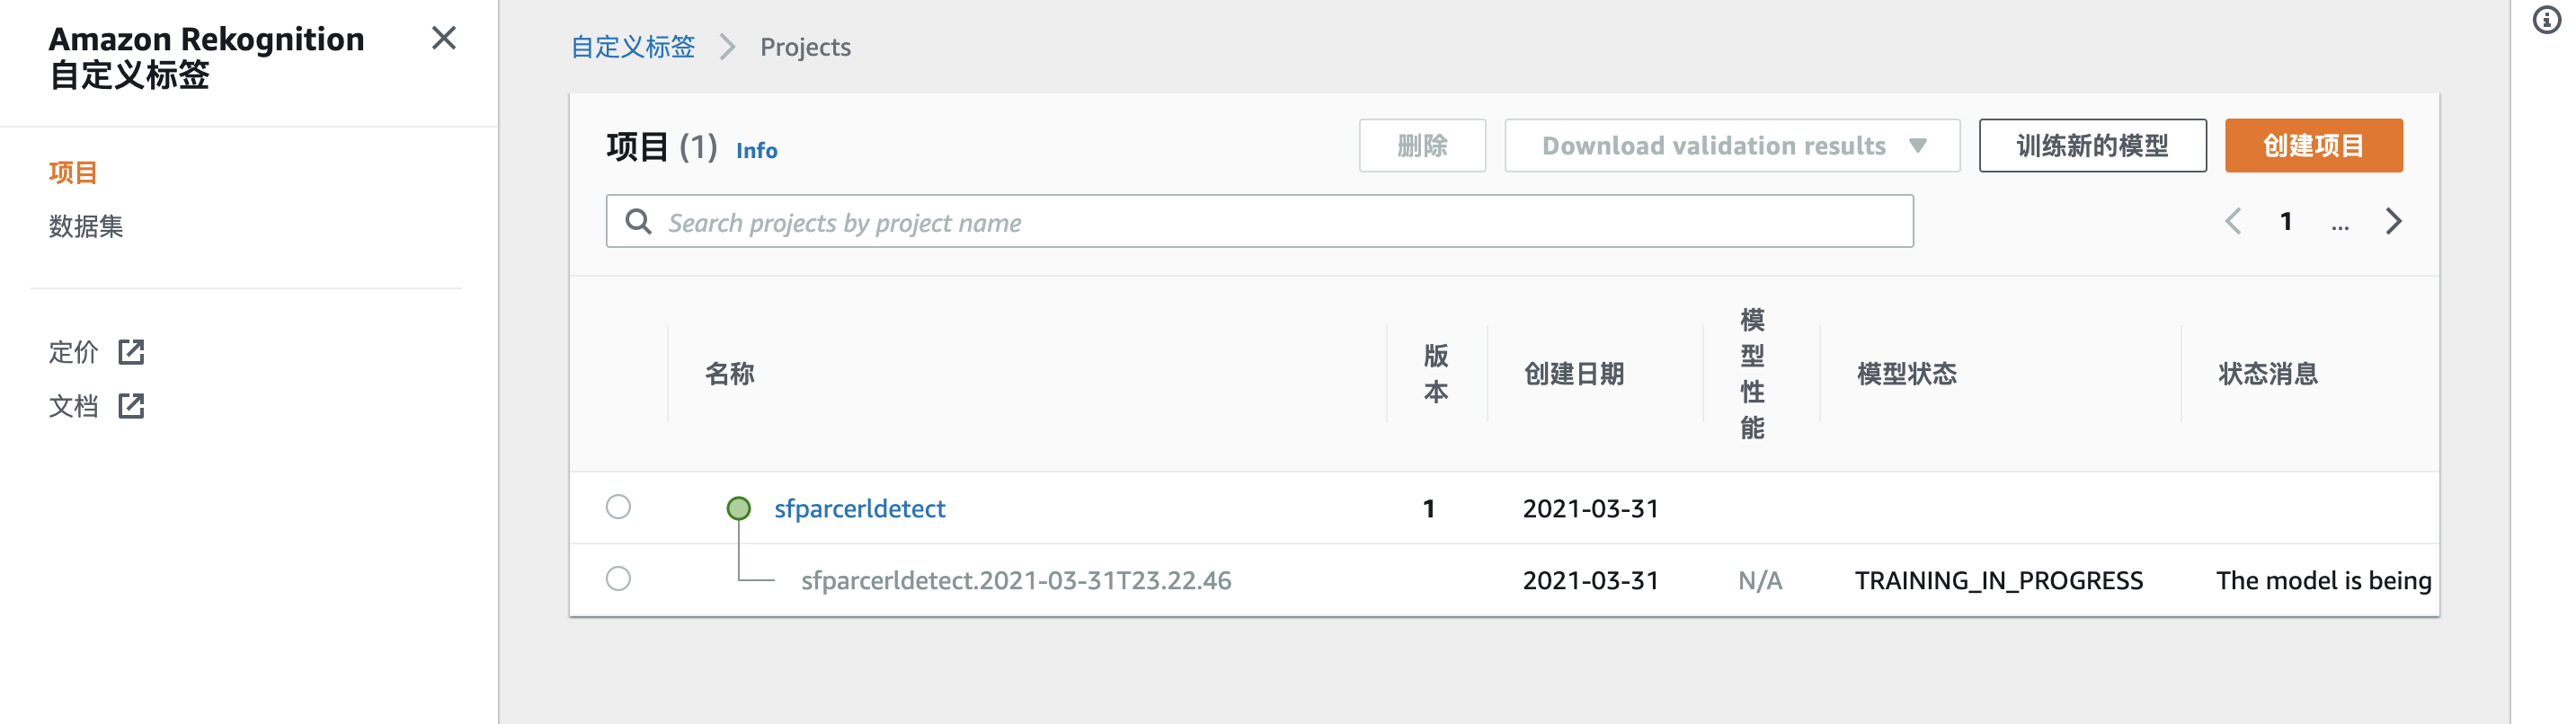 Amazon Rekognition
自定义标签
项目
数据集
定价
文档
自定义标签 Projects
项目 (1) Info
删除
Download validation results
训练新的模型
创建项目
Search projects by project name
1 ...
名称 版本 创建日期 模型性能 模型状态 状态消息
sfparcerldetect 1 2021-03-31
sfparcerldetect.2021-03-31T23.22.46 2021-03-31 N/A TRAINING_IN_PROGRESS The model is being